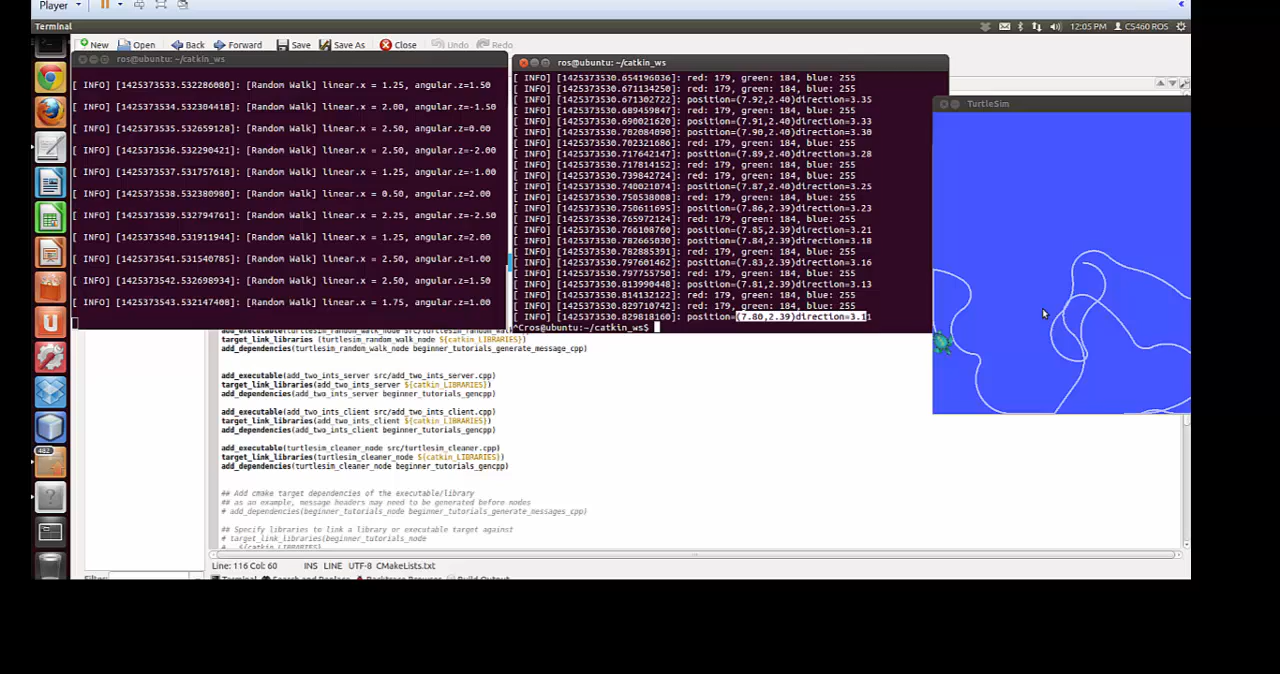 Player
Terminal
12:05 PM CS460 ROS
New Open Back Forward Save Save As Close Undo Redo
ros@ubuntu: ~/catkin_ws
[ INFO] [1425373533.532286080]: [Random Walk] linear.x = 1.25, angular.z=1.50
[ INFO] [1425373534.532304418]: [Random Walk] linear.x = 2.00, angular.z=-1.50
[ INFO] [1425373535.532659128]: [Random Walk] linear.x = 2.50, angular.z=0.00
[ INFO] [1425373536.532290421]: [Random Walk] linear.x = 2.50, angular.z=-2.00
[ INFO] [1425373537.531757618]: [Random Walk] linear.x = 1.25, angular.z=-1.00
[ INFO] [1425373538.532380980]: [Random Walk] linear.x = 0.50, angular.z=2.00
[ INFO] [1425373539.532794761]: [Random Walk] linear.x = 2.25, angular.z=-2.50
[ INFO] [1425373540.531911944]: [Random Walk] linear.x = 1.25, angular.z=2.00
[ INFO] [1425373541.531540785]: [Random Walk] linear.x = 2.50, angular.z=1.00
[ INFO] [1425373542.532698934]: [Random Walk] linear.x = 2.50, angular.z=1.50
[ INFO] [1425373543.532147408]: [Random Walk] linear.x = 1.75, angular.z=1.00
ros@ubuntu: ~/catkin_ws
[ INFO] [1425373530.654196036]: red: 179, green: 184, blue: 255
[ INFO] [1425373530.671134250]: red: 179, green: 184, blue: 255
[ INFO] [1425373530.671302722]: position=(7.92,2.40)direction=3.35
[ INFO] [1425373530.689459847]: red: 179, green: 184, blue: 255
[ INFO] [1425373530.690021620]: position=(7.91,2.40)direction=3.33
[ INFO] [1425373530.702084090]: position=(7.90,2.40)direction=3.30
[ INFO] [1425373530.702321686]: red: 179, green: 184, blue: 255
[ INFO] [1425373530.717642147]: position=(7.89,2.40)direction=3.28
[ INFO] [1425373530.717814152]: red: 179, green: 184, blue: 255
[ INFO] [1425373530.739842724]: red: 179, green: 184, blue: 255
[ INFO] [1425373530.740021074]: position=(7.87,2.40)direction=3.25
[ INFO] [1425373530.750538008]: red: 179, green: 184, blue: 255
[ INFO] [1425373530.750611695]: position=(7.86,2.39)direction=3.23
[ INFO] [1425373530.765972124]: red: 179, green: 184, blue: 255
[ INFO] [1425373530.766108760]: position=(7.85,2.39)direction=3.21
[ INFO] [1425373530.782665030]: position=(7.84,2.39)direction=3.18
[ INFO] [1425373530.782885391]: red: 179, green: 184, blue: 255
[ INFO] [1425373530.797601462]: position=(7.83,2.39)direction=3.16
[ INFO] [1425373530.797755750]: red: 179, green: 184, blue: 255
[ INFO] [1425373530.813990448]: position=(7.81,2.39)direction=3.13
[ INFO] [1425373530.814132122]: red: 179, green: 184, blue: 255
[ INFO] [1425373530.829710742]: red: 179, green: 184, blue: 255
[ INFO] [1425373530.829818160]: position=(7.80,2.39)direction=3.11
^Cros@ubuntu:~/catkin_ws$
TurtleSim
target_link_libraries (turtlesim_random_walk_node ${catkin_LIBRARIES})
add_dependencies(turtlesim_random_walk_node beginner_tutorials_generate_message_cpp)
add_executable(add_two_ints_server src/add_two_ints_server.cpp)
target_link_libraries(add_two_ints_server ${catkin_LIBRARIES})
add_dependencies(add_two_ints_server beginner_tutorials_gencpp)
add_executable(add_two_ints_client src/add_two_ints_client.cpp)
target_link_libraries(add_two_ints_client ${catkin_LIBRARIES})
add_dependencies(add_two_ints_client beginner_tutorials_gencpp)
add_executable(turtlesim_cleaner_node src/turtlesim_cleaner.cpp)
target_link_libraries(turtlesim_cleaner_node ${catkin_LIBRARIES})
add_dependencies(turtlesim_cleaner_node beginner_tutorials_gencpp)
## Add cmake target dependencies of the executable/library
## as an example, message headers may need to be generated before nodes
# add_dependencies(beginner_tutorials_node beginner_tutorials_generate_messages_cpp)
## Specify libraries to link a library or executable target against
# target_link_libraries(beginner_tutorials_node
# ${catkin_LIBRARIES}
482
Line: 116 Col: 60 INS LINE UTF-8 CMakeLists.txt
Filter:
Terminal Search and Replace Backtrace Browser Build Output